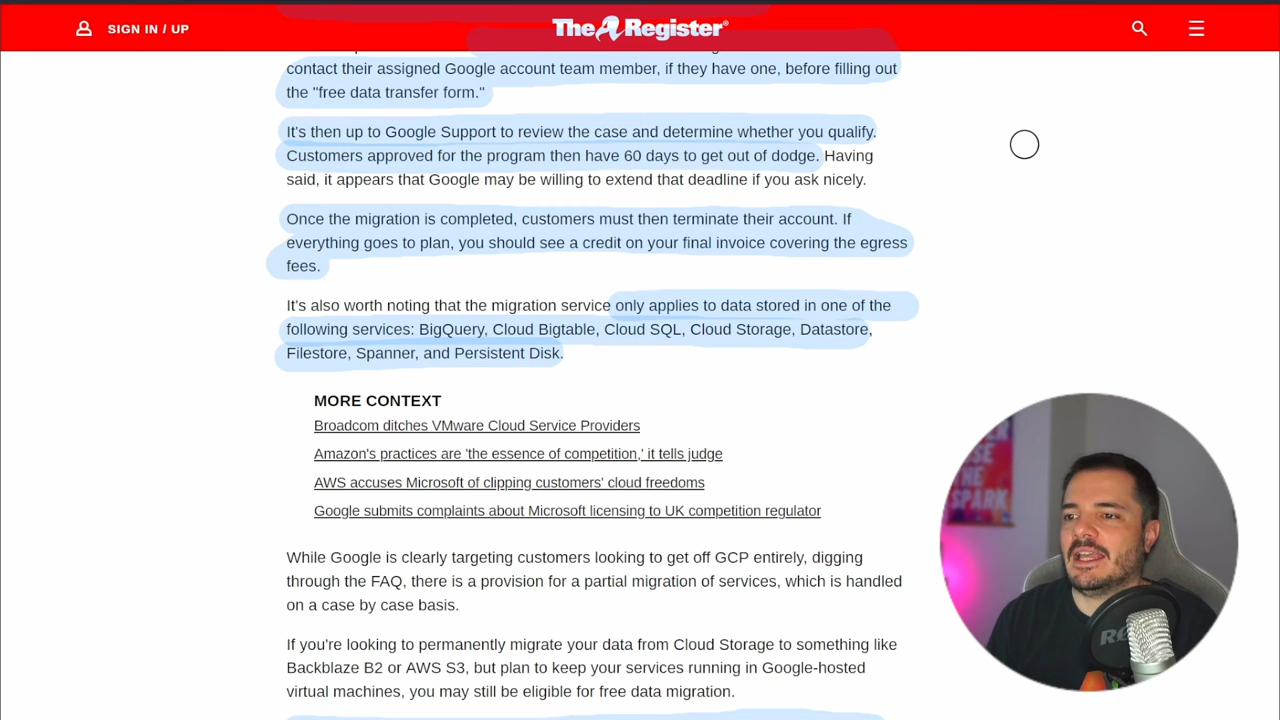 SIGN IN / UP
The Register®
contact their assigned Google account team member, if they have one, before filling out
the "free data transfer form."
It's then up to Google Support to review the case and determine whether you qualify.
Customers approved for the program then have 60 days to get out of dodge. Having
said, it appears that Google may be willing to extend that deadline if you ask nicely.
Once the migration is completed, customers must then terminate their account. If
everything goes to plan, you should see a credit on your final invoice covering the egress
fees.
It's also worth noting that the migration service only applies to data stored in one of the
following services: BigQuery, Cloud Bigtable, Cloud SQL, Cloud Storage, Datastore,
Filestore, Spanner, and Persistent Disk.
MORE CONTEXT
Broadcom ditches VMware Cloud Service Providers
Amazon's practices are 'the essence of competition,' it tells judge
AWS accuses Microsoft of clipping customers' cloud freedoms
Google submits complaints about Microsoft licensing to UK competition regulator
While Google is clearly targeting customers looking to get off GCP entirely, digging
through the FAQ, there is a provision for a partial migration of services, which is handled
on a case by case basis.
If you're looking to permanently migrate your data from Cloud Storage to something like
Backblaze B2 or AWS S3, but plan to keep your services running in Google-hosted
virtual machines, you may still be eligible for free data migration.
THE
SPARK